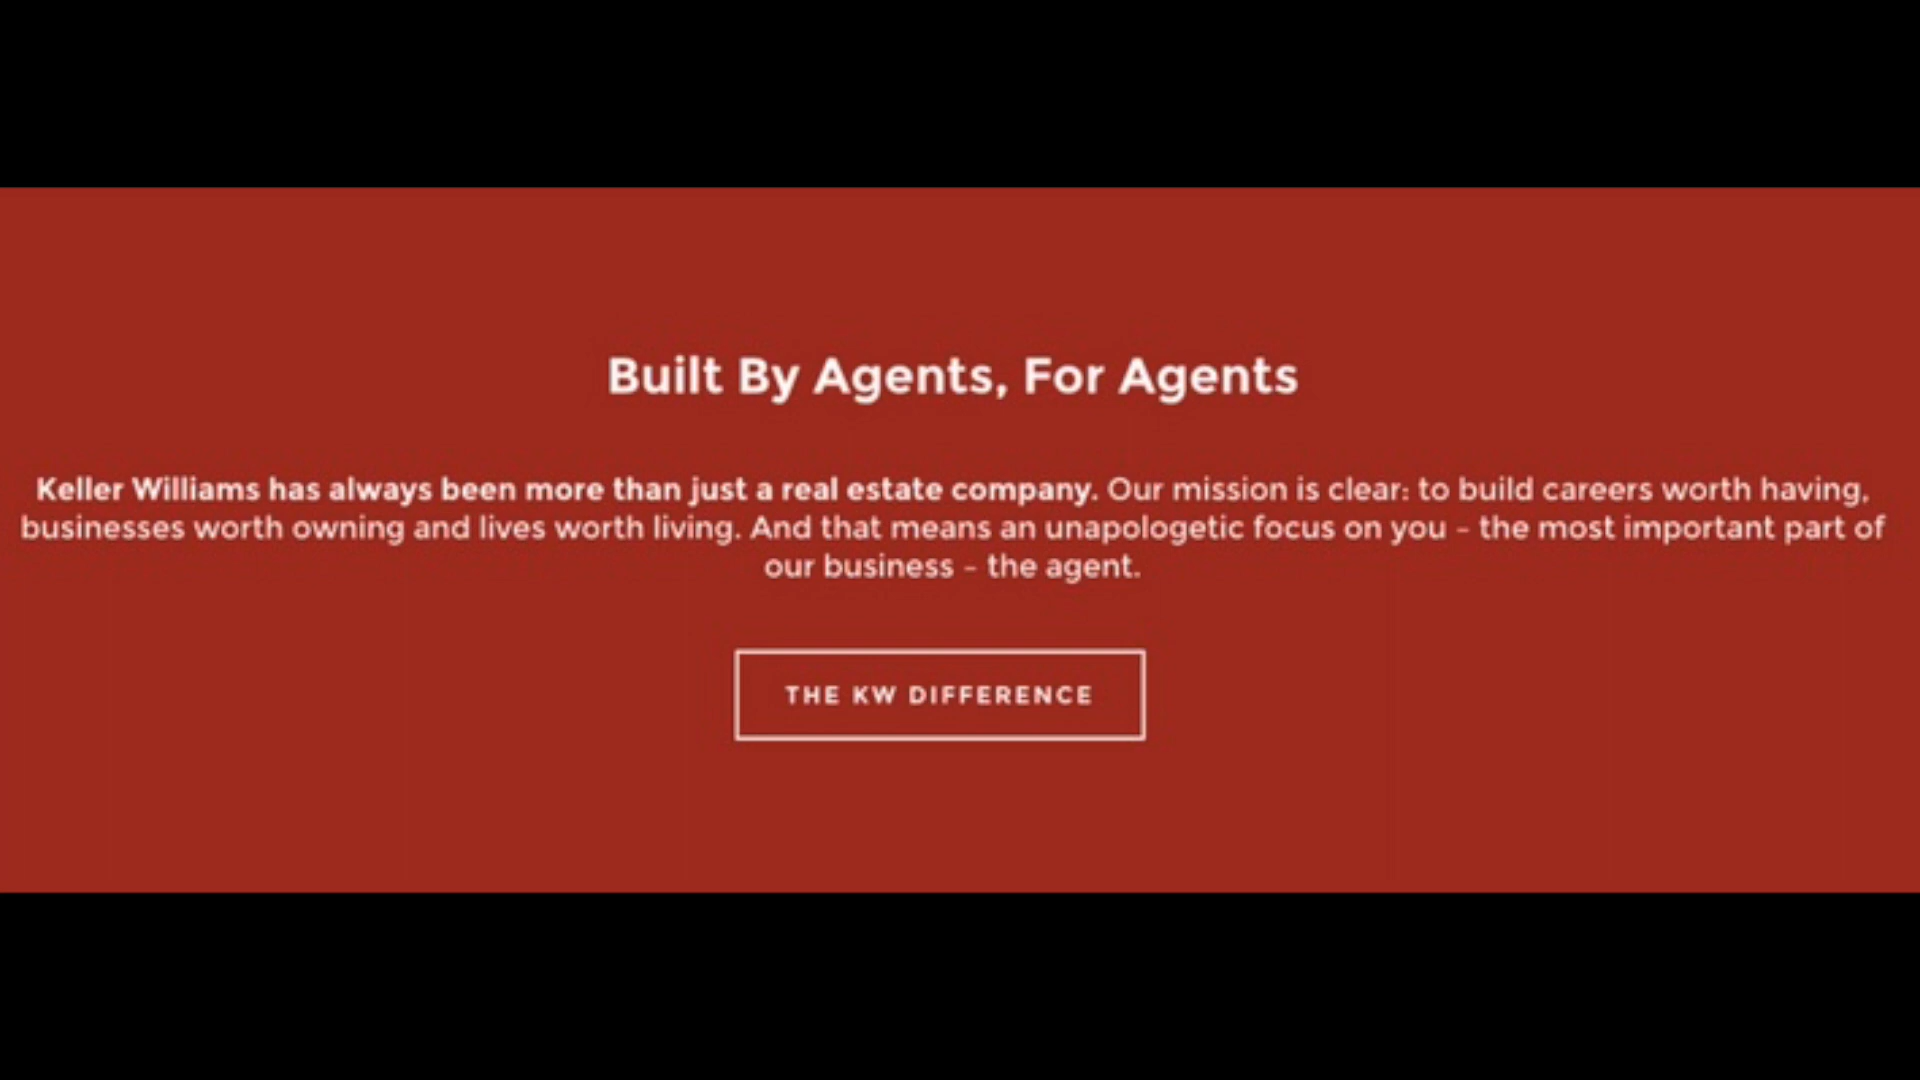 Built By Agents, For Agents
Keller Williams has always been more than just a real estate company. Our mission is clear: to build careers worth having,
businesses worth owning and lives worth living. And that means an unapologetic focus on you - the most important part of
our business - the agent.
THE KW DIFFERENCE